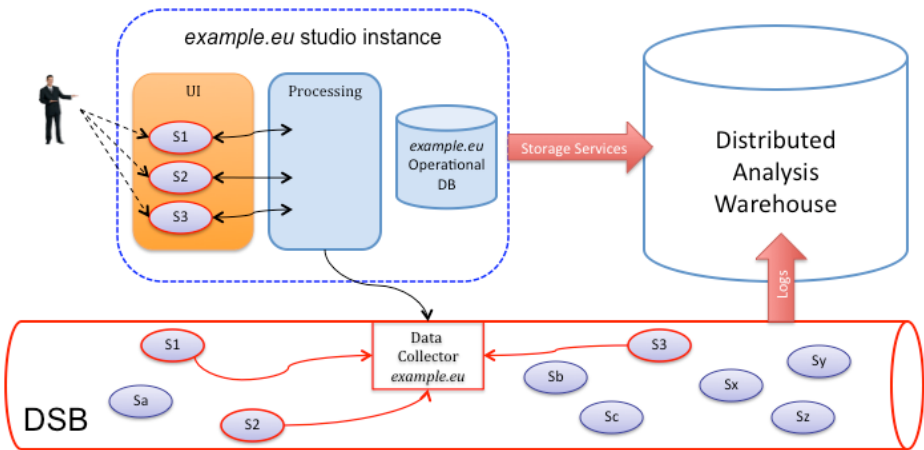 example.eu studio instance
UI
Processing
S1
S2
S3
example.eu
Operational
DB
Storage Services
Distributed
Analysis
Warehouse
Logs
S1
Data
Collector
example.eu
S3
Sy
Sb
Sx
Sa
Sc
Sz
S2
DSB